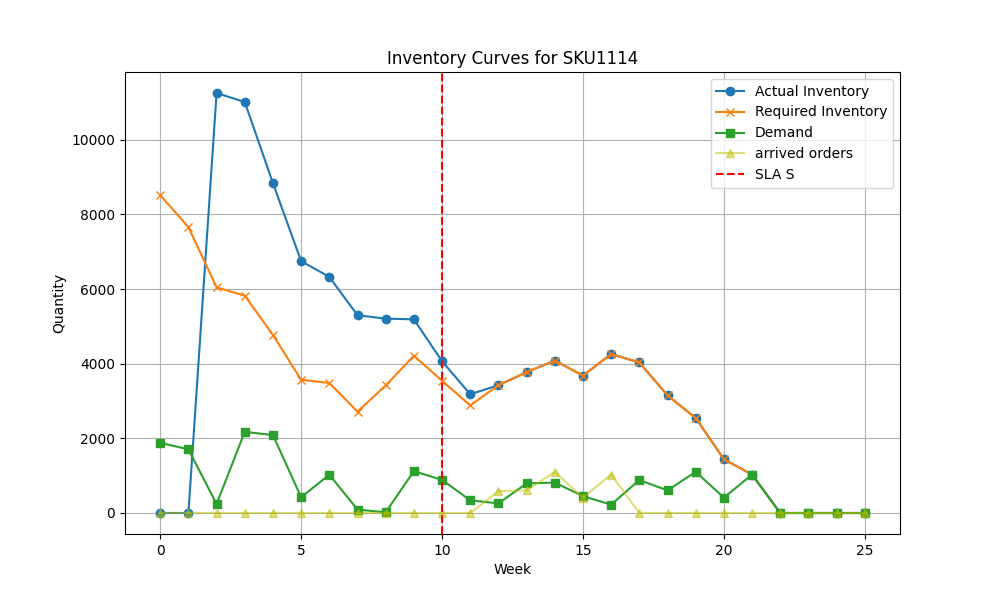 Inventory Curves for SKU1114
Actual Inventory
Required Inventory
Demand
arrived orders
SLA S
Quantity
10000
8000
6000
4000
2000
0
0 5 10 15 20 25
Week